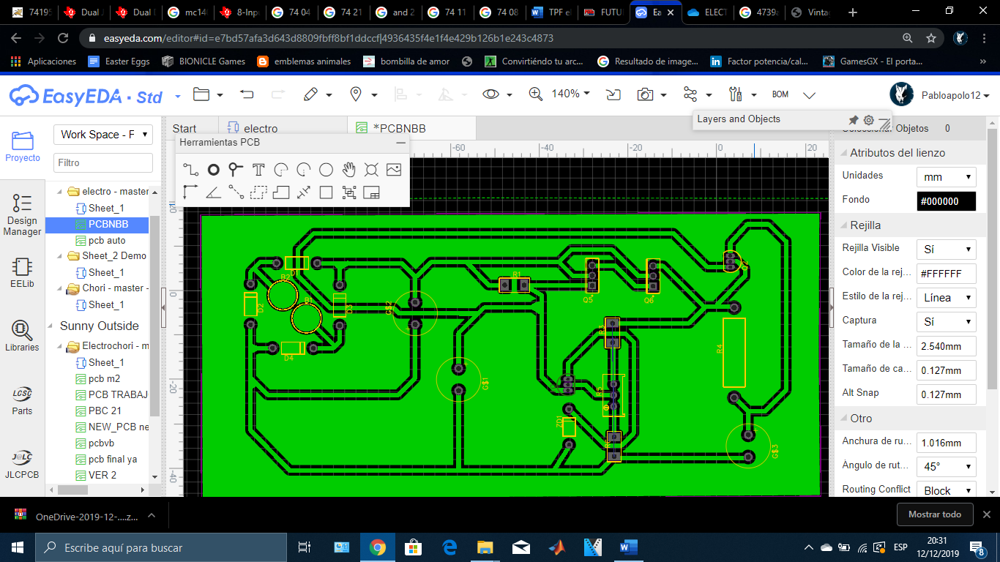 74195
Dual J
Dual I
mc14
8-Inpu
74 04
74 21
and 2
74 11
74 08
TPF el
FUTU
Ea
ELECT
4739a
Vinta
easyeda.com/editor#id=e7bd57afa3d643d8809fbff8bf1ddccf|4936435f4e1f4e429b126b1e243c4873
Aplicaciones
Easter Eggs
BIONICLE Games
emblemas animales
bombilla de amor
Convirtiéndo tu arc...
Resultado de image...
Factor potencia/cal...
GamesGX - El porta...
EasyEDA · Std
140%
BOM
Pabloapolo12
Layers and Objects
Proyecto
Design Manager
EELib
Libraries
Parts
JLCPCB
Work Space - F
Filtro
electro - master
Sheet_1
PCBNBB
pcb auto
Sheet_2 Demo
Sheet_1
Chori - master -
Sheet_1
Sunny Outside
Electrochori - m
Sheet_1
pcb m2
PCB TRABAJ
PBC 21
NEW_PCB ne
pcbvb
pcb final ya
VER 2
Start
electro
*PCBNBB
Herramientas PCB
-60
-40
-20
0
20
0
-20
-40
D2
B2
B1
D3
D4
G$2
G$1
R1
Q5
Q6
R3
R5
ZD1
R4
G$3
Seleccionar Objetos 0
Atributos del lienzo
Unidades mm
Fondo #000000
Rejilla
Rejilla Visible Sí
Color de la rej... #FFFFFF
Estilo de la rej... Línea
Captura Sí
Tamaño de la ... 2.540mm
Tamaño de ca... 0.127mm
Alt Snap 0.127mm
Otro
Anchura de ru... 1.016mm
Ángulo de rut... 45°
Routing Conflict Block
OneDrive-2019-12-....z...
Mostrar todo
Escribe aquí para buscar
ESP
20:31
12/12/2019
8